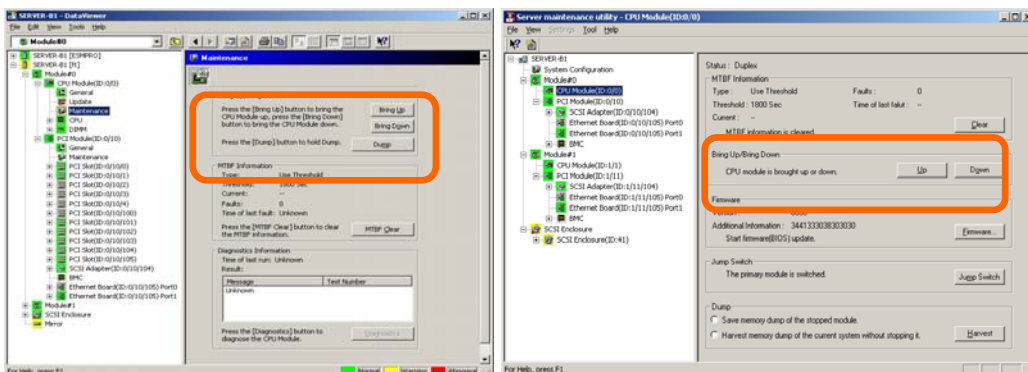 SERVER-B1 - DataViewer
File Edit View Tools Help
Module#0
SERVER-B1 [ESMPRO]
SERVER-B1 [ft]
Module#0
CPU Module(ID:0/0)
General
Update
Maintenance
CPU
DIMM
PCI Module(ID:0/10)
General
Maintenance
PCI Slot(ID:0/10/0)
PCI Slot(ID:0/10/1)
PCI Slot(ID:0/10/2)
PCI Slot(ID:0/10/3)
PCI Slot(ID:0/10/4)
PCI Slot(ID:0/10/100)
PCI Slot(ID:0/10/101)
PCI Slot(ID:0/10/102)
PCI Slot(ID:0/10/103)
PCI Slot(ID:0/10/104)
PCI Slot(ID:0/10/105)
SCSI Adapter(ID:0/10/104)
BMC
Ethernet Board(ID:0/10/105) Port0
Ethernet Board(ID:0/10/105) Port1
Module#1
SCSI Enclosure
Mirror
Maintenance
Press the [Bring Up] button to bring the
CPU Module up, press the [Bring Down]
button to bring the CPU Module down.
Bring Up
Bring Down
Press the [Dump] button to hold Dump.
Dump
MTBF Information
Type: Use Threshold
Threshold: 1800 Sec
Current: --
Faults: 0
Time of last fault: Unknown
Press the [MTBF Clear] button to clear
the MTBF information.
MTBF Clear
Diagnostics Information
Time of last run: Unknown
Result:
Message Test Number
Unknown
Press the [Diagnostics] button to
diagnose the CPU Module.
Diagnostics
For Help, press F1
Normal Warning Abnormal
Server maintenance utility - CPU Module(ID:0/0)
File View Settings Tool Help
SERVER-B1
System Configuration
Module#0
CPU Module(ID:0/0)
PCI Module(ID:0/10)
SCSI Adapter(ID:0/10/104)
Ethernet Board(ID:0/10/105) Port0
Ethernet Board(ID:0/10/105) Port1
BMC
Module#1
CPU Module(ID:1/1)
PCI Module(ID:1/11)
SCSI Adapter(ID:1/11/104)
Ethernet Board(ID:1/11/105) Port0
Ethernet Board(ID:1/11/105) Port1
BMC
SCSI Enclosure
SCSI Enclosure(ID:41)
Status : Duplex
MTBF Information
Type : Use Threshold Faults : 0
Threshold : 1800 Sec Time of last falut : --
Current : --
MTBF information is cleared.
Clear
Bring Up/Bring Down
CPU module is brought up or down.
Up
Down
Firmware
Additional Information : 3441333038303030
Start firmware(BIOS) update.
Firmware...
Jump Switch
The primary module is switched.
Jump Switch
Dump
Save memory dump of the stopped module.
Harvest memory dump of the current system without stopping it.
Harvest
For Help, press F1